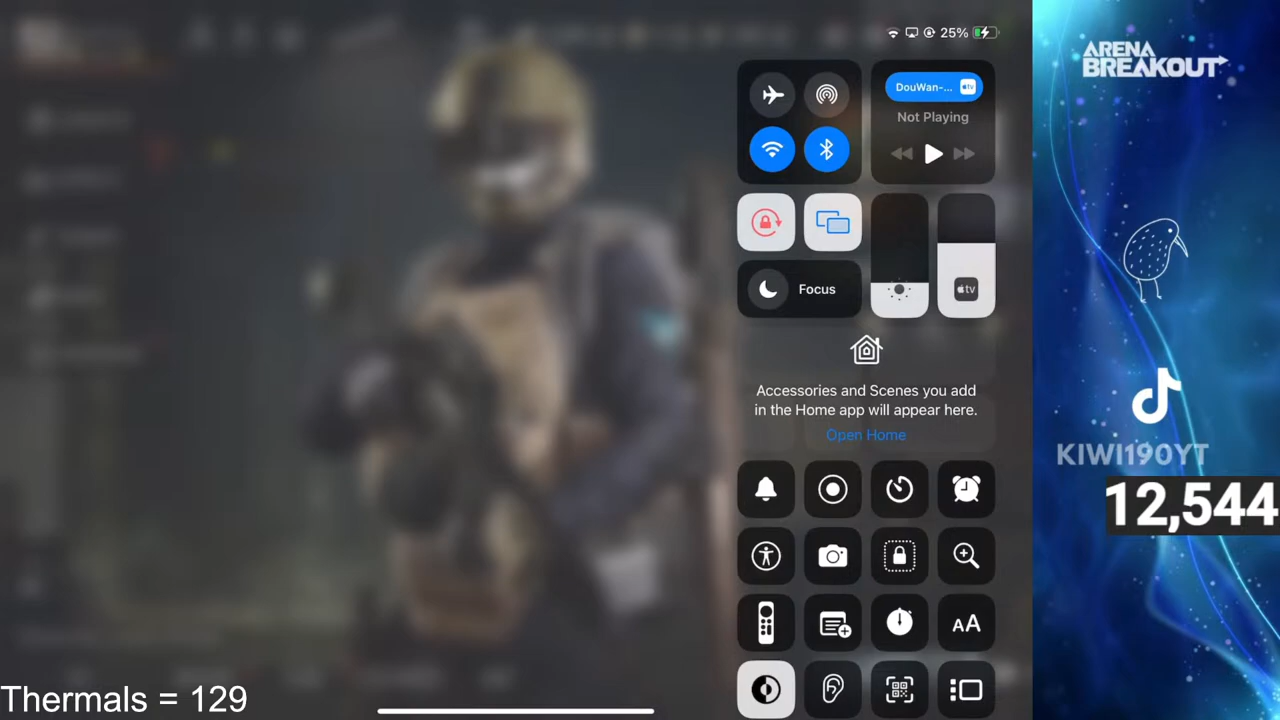 25%
DouWan-...
tv
Not Playing
Focus
tv
Accessories and Scenes you add
in the Home app will appear here.
Open Home
AA
ARENA
BREAKOUT
KIWI190YT
12,544
Thermals = 129